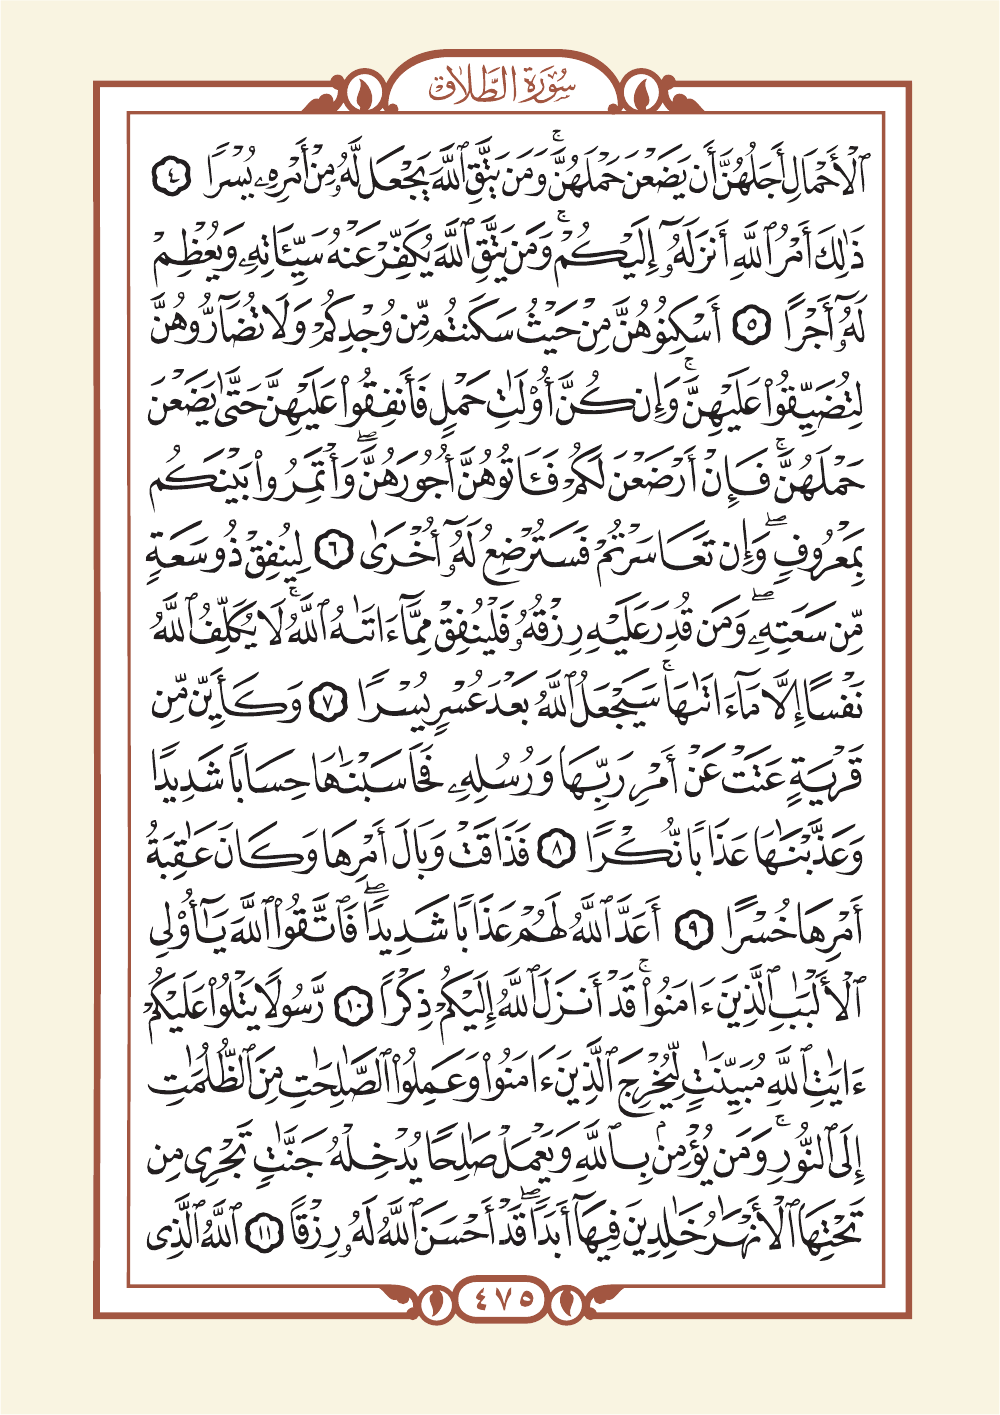 سُورَةُ الطَّلَاقِ
ٱلۡأَحۡمَالِ أَجَلُهُنَّ أَن يَضَعۡنَ حَمۡلَهُنَّۚ وَمَن يَتَّقِ ٱللَّهَ يَجۡعَل لَّهُۥ مِنۡ أَمۡرِهِۦ يُسۡرًا ٤
ذَٰلِكَ أَمۡرُ ٱللَّهِ أَنزَلَهُۥٓ إِلَيۡكُمۡۚ وَمَن يَتَّقِ ٱللَّهَ يُكَفِّرۡ عَنۡهُ سَيِّـَٔاتِهِۦ وَيُعۡظِمۡ
لَهُۥٓ أَجۡرًا ٥ أَسۡكِنُوهُنَّ مِنۡ حَيۡثُ سَكَنتُم مِّن وُجۡدِكُمۡ وَلَا تُضَآرُّوهُنَّ
لِتُضَيِّقُواْ عَلَيۡهِنَّۚ وَإِن كُنَّ أُوْلَٰتِ حَمۡلٖ فَأَنفِقُواْ عَلَيۡهِنَّ حَتَّىٰ يَضَعۡنَ
حَمۡلَهُنَّۚ فَإِنۡ أَرۡضَعۡنَ لَكُمۡ فَـَٔاتُوهُنَّ أُجُورَهُنَّۖ وَأۡتَمِرُواْ بَيۡنَكُم
بِمَعۡرُوفٖۖ وَإِن تَعَاسَرۡتُمۡ فَسَتُرۡضِعُ لَهُۥٓ أُخۡرَىٰ ٦ لِيُنفِقۡ ذُو سَعَةٖ
مِّن سَعَتِهِۦۖ وَمَن قُدِرَ عَلَيۡهِ رِزۡقُهُۥ فَلۡيُنفِقۡ مِمَّآ ءَاتَىٰهُ ٱللَّهُۚ لَا يُكَلِّفُ ٱللَّهُ
نَفۡسًا إِلَّا مَآ ءَاتَىٰهَاۚ سَيَجۡعَلُ ٱللَّهُ بَعۡدَ عُسۡرٖ يُسۡرٗا ٧ وَكَأَيِّن مِّن
قَرۡيَةٍ عَتَتۡ عَنۡ أَمۡرِ رَبِّهَا وَرُسُلِهِۦ فَحَاسَبۡنَٰهَا حِسَابٗا شَدِيدٗا
وَعَذَّبۡنَٰهَا عَذَابٗا نُّكۡرٗا ٨ فَذَاقَتۡ وَبَالَ أَمۡرِهَا وَكَانَ عَٰقِبَةُ
أَمۡرِهَا خُسۡرًا ٩ أَعَدَّ ٱللَّهُ لَهُمۡ عَذَابٗا شَدِيدٗاۖ فَٱتَّقُواْ ٱللَّهَ يَـٰٓأُوْلِي
ٱلۡأَلۡبَٰبِ ٱلَّذِينَ ءَامَنُواْۚ قَدۡ أَنزَلَ ٱللَّهُ إِلَيۡكُمۡ ذِكۡرٗا ١٠ رَّسُولٗا يَتۡلُواْ عَلَيۡكُمۡ
ءَايَٰتِ ٱللَّهِ مُبَيِّنَٰتٖ لِّيُخۡرِجَ ٱلَّذِينَ ءَامَنُواْ وَعَمِلُواْ ٱلصَّٰلِحَٰتِ مِنَ ٱلظُّلُمَٰتِ
إِلَى ٱلنُّورِۚ وَمَن يُؤۡمِنۢ بِٱللَّهِ وَيَعۡمَلۡ صَٰلِحٗا يُدۡخِلۡهُ جَنَّٰتٖ تَجۡرِي مِن
تَحۡتِهَا ٱلۡأَنۡهَٰرُ خَٰلِدِينَ فِيهَآ أَبَدٗاۖ قَدۡ أَحۡسَنَ ٱللَّهُ لَهُۥ رِزۡقًا ١١ ٱللَّهُ ٱلَّذِي
٤٧٥